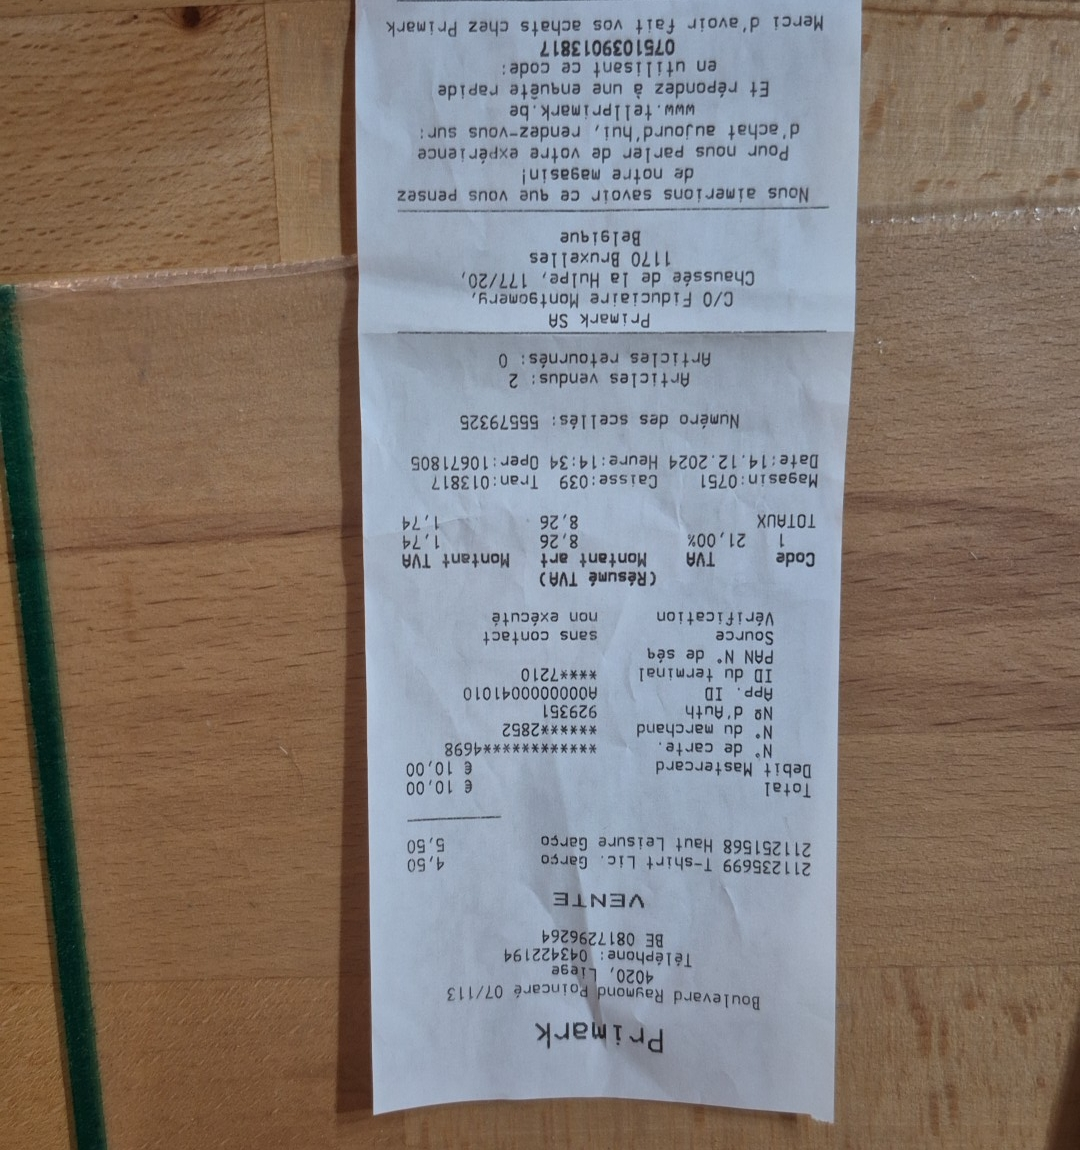 Primark
Boulevard Raymond Poincaré 07/113
4020, Liege
Téléphone: 043422194
BE 0817296264
VENTE
211235699 T-shirt Lic. Garço 4,50
211251568 Haut Leisure Garço 5,50
Total € 10,00
Debit Mastercard € 10,00
N° de carte. ***************4698
N° du marchand *******2852
Nº d'Auth 929351
App. ID A0000000041010
ID du terminal ****7210
PAN N° de séq
Source sans contact
Vérification non exécuté
(Résumé TVA)
Code TVA Montant art Montant TVA
1 21,00% 8,26 1,74
TOTAUX 8,26 1,74
Magasin:0751 Caisse:039 Tran:013817
Date:14.12.2024 Heure:14:34 Oper:10671805
Numéro des scellés: 55579325
Articles vendus: 2
Articles retournés: 0
Primark SA
C/O Fiduciaire Montgomery,
Chaussée de la Hulpe, 177/20,
1170 Bruxelles
Belgique
Nous aimerions savoir ce que vous pensez
de notre magasin!
Pour nous parler de votre expérience
d'achat aujourd'hui, rendez-vous sur:
www.tellprimark.be
Et répondez à une enquête rapide
en utilisant ce code:
0751039013817
Merci d'avoir fait vos achats chez Primark